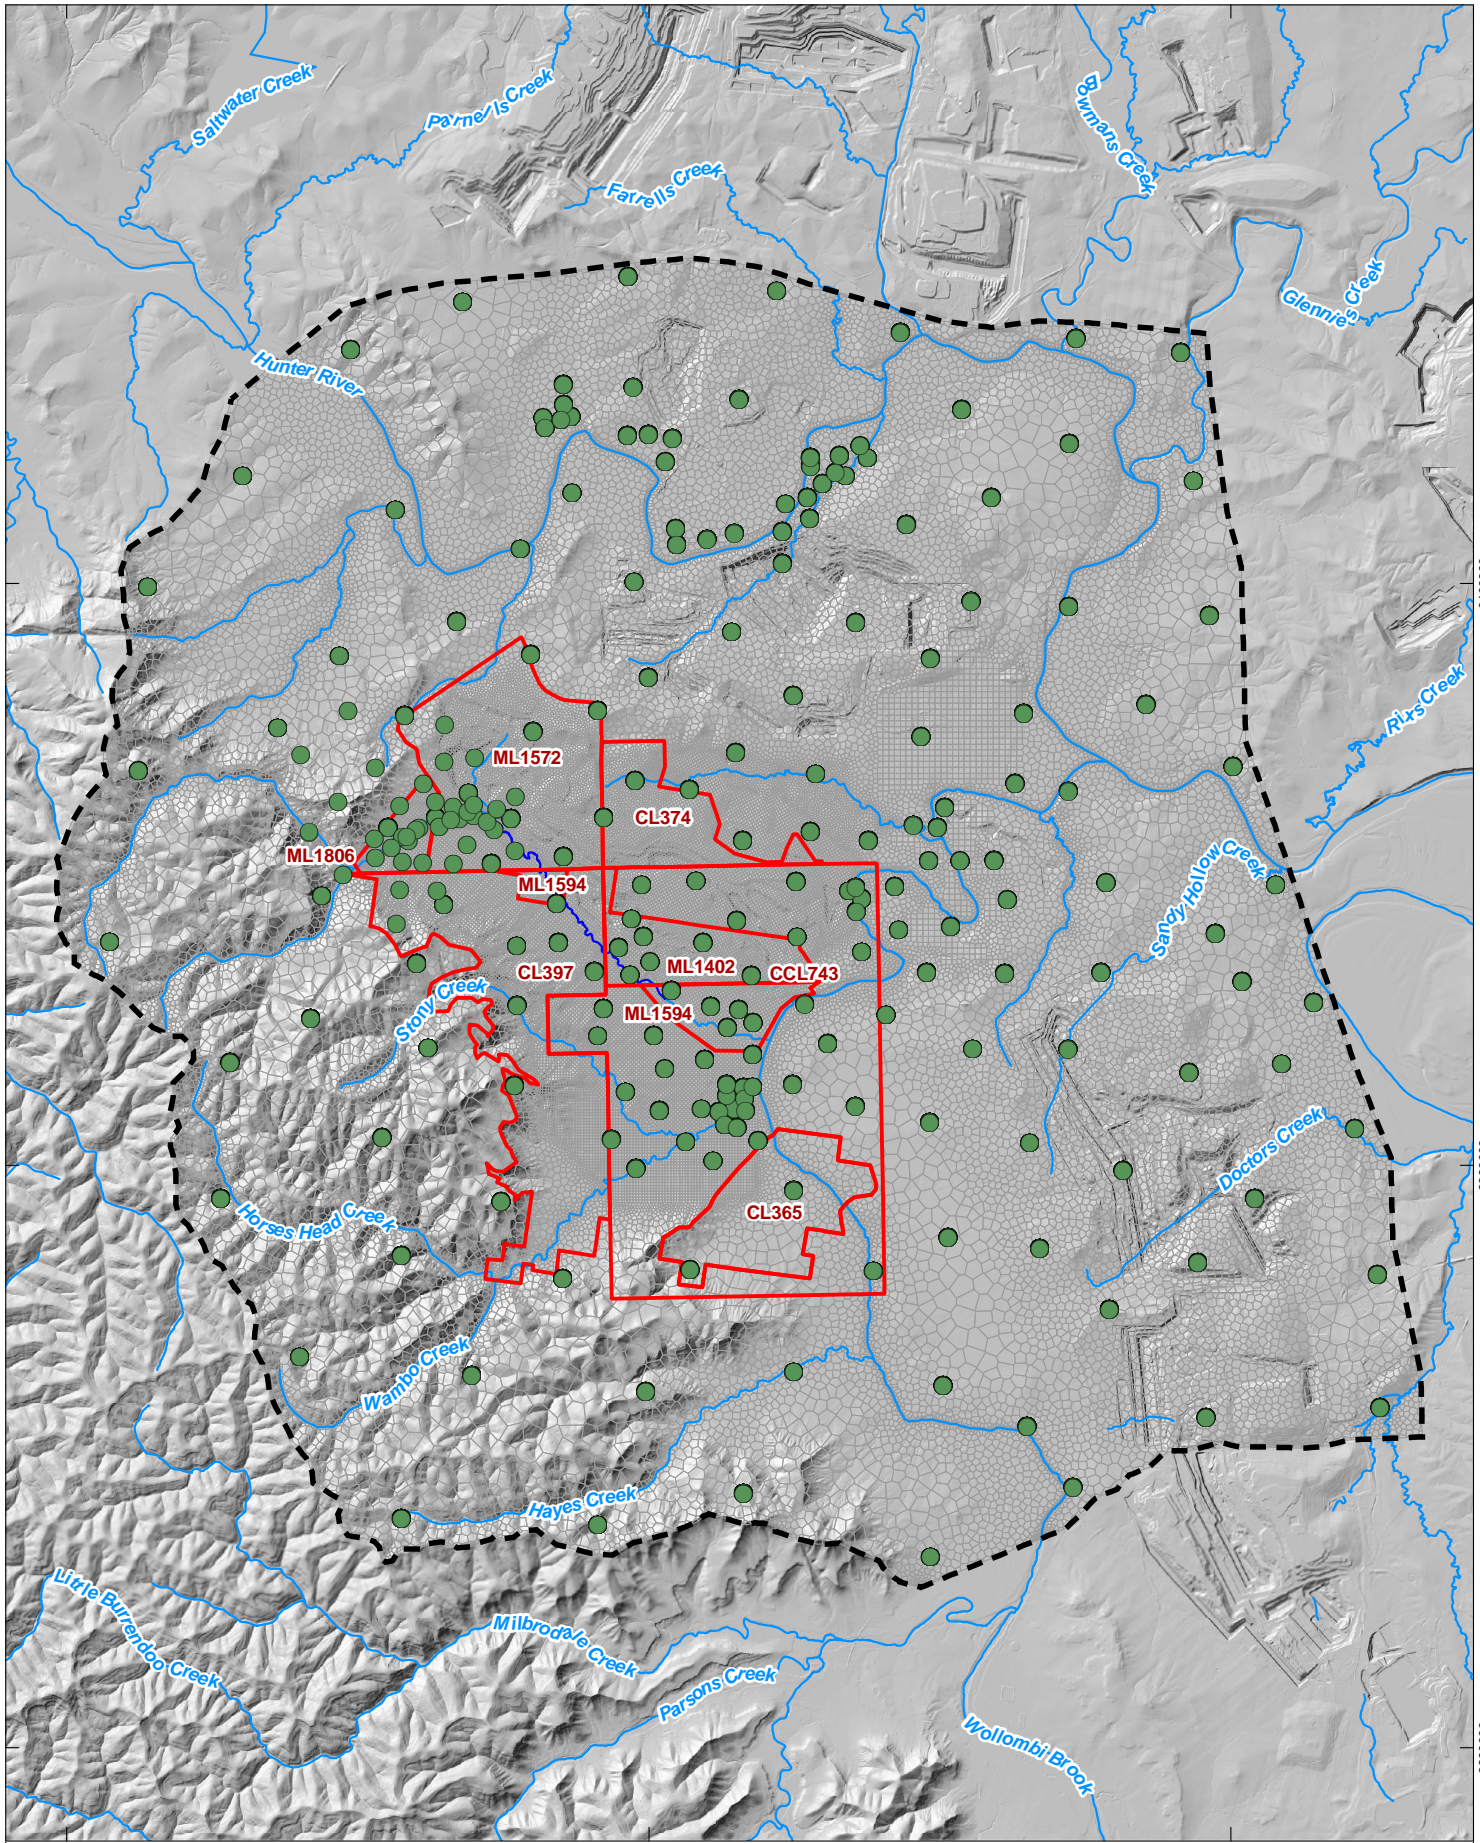 Saltwater Creek
Parnells Creek
Bowmans Creek
Farrells Creek
Glennies Creek
Hunter River
Rixs Creek
ML1572
CL374
ML1806
ML1594
Sandy Hollow Creek
CL397
ML1402
CCL743
Stony Creek
ML1594
Doctors Creek
Horses Head Creek
CL365
Wambo Creek
Hayes Creek
Little Burrendoo Creek
Milbrodale Creek
Parsons Creek
Wollombi Brook